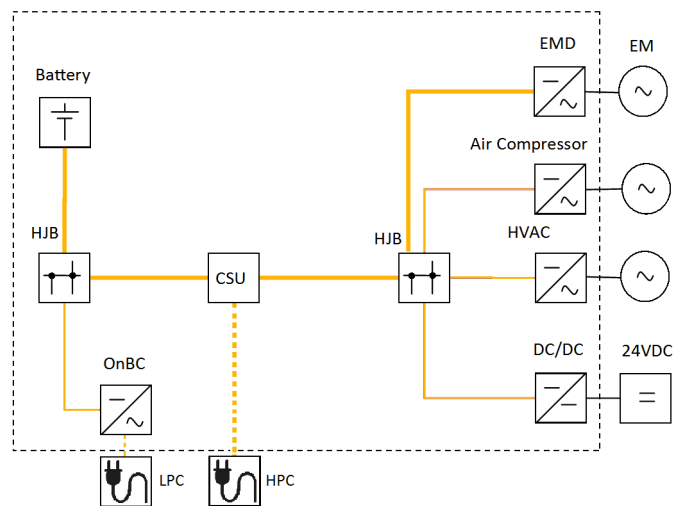 EMD
EM
Battery
Air Compressor
HJB
HJB
HVAC
CSU
DC/DC
24VDC
OnBC
LPC
HPC